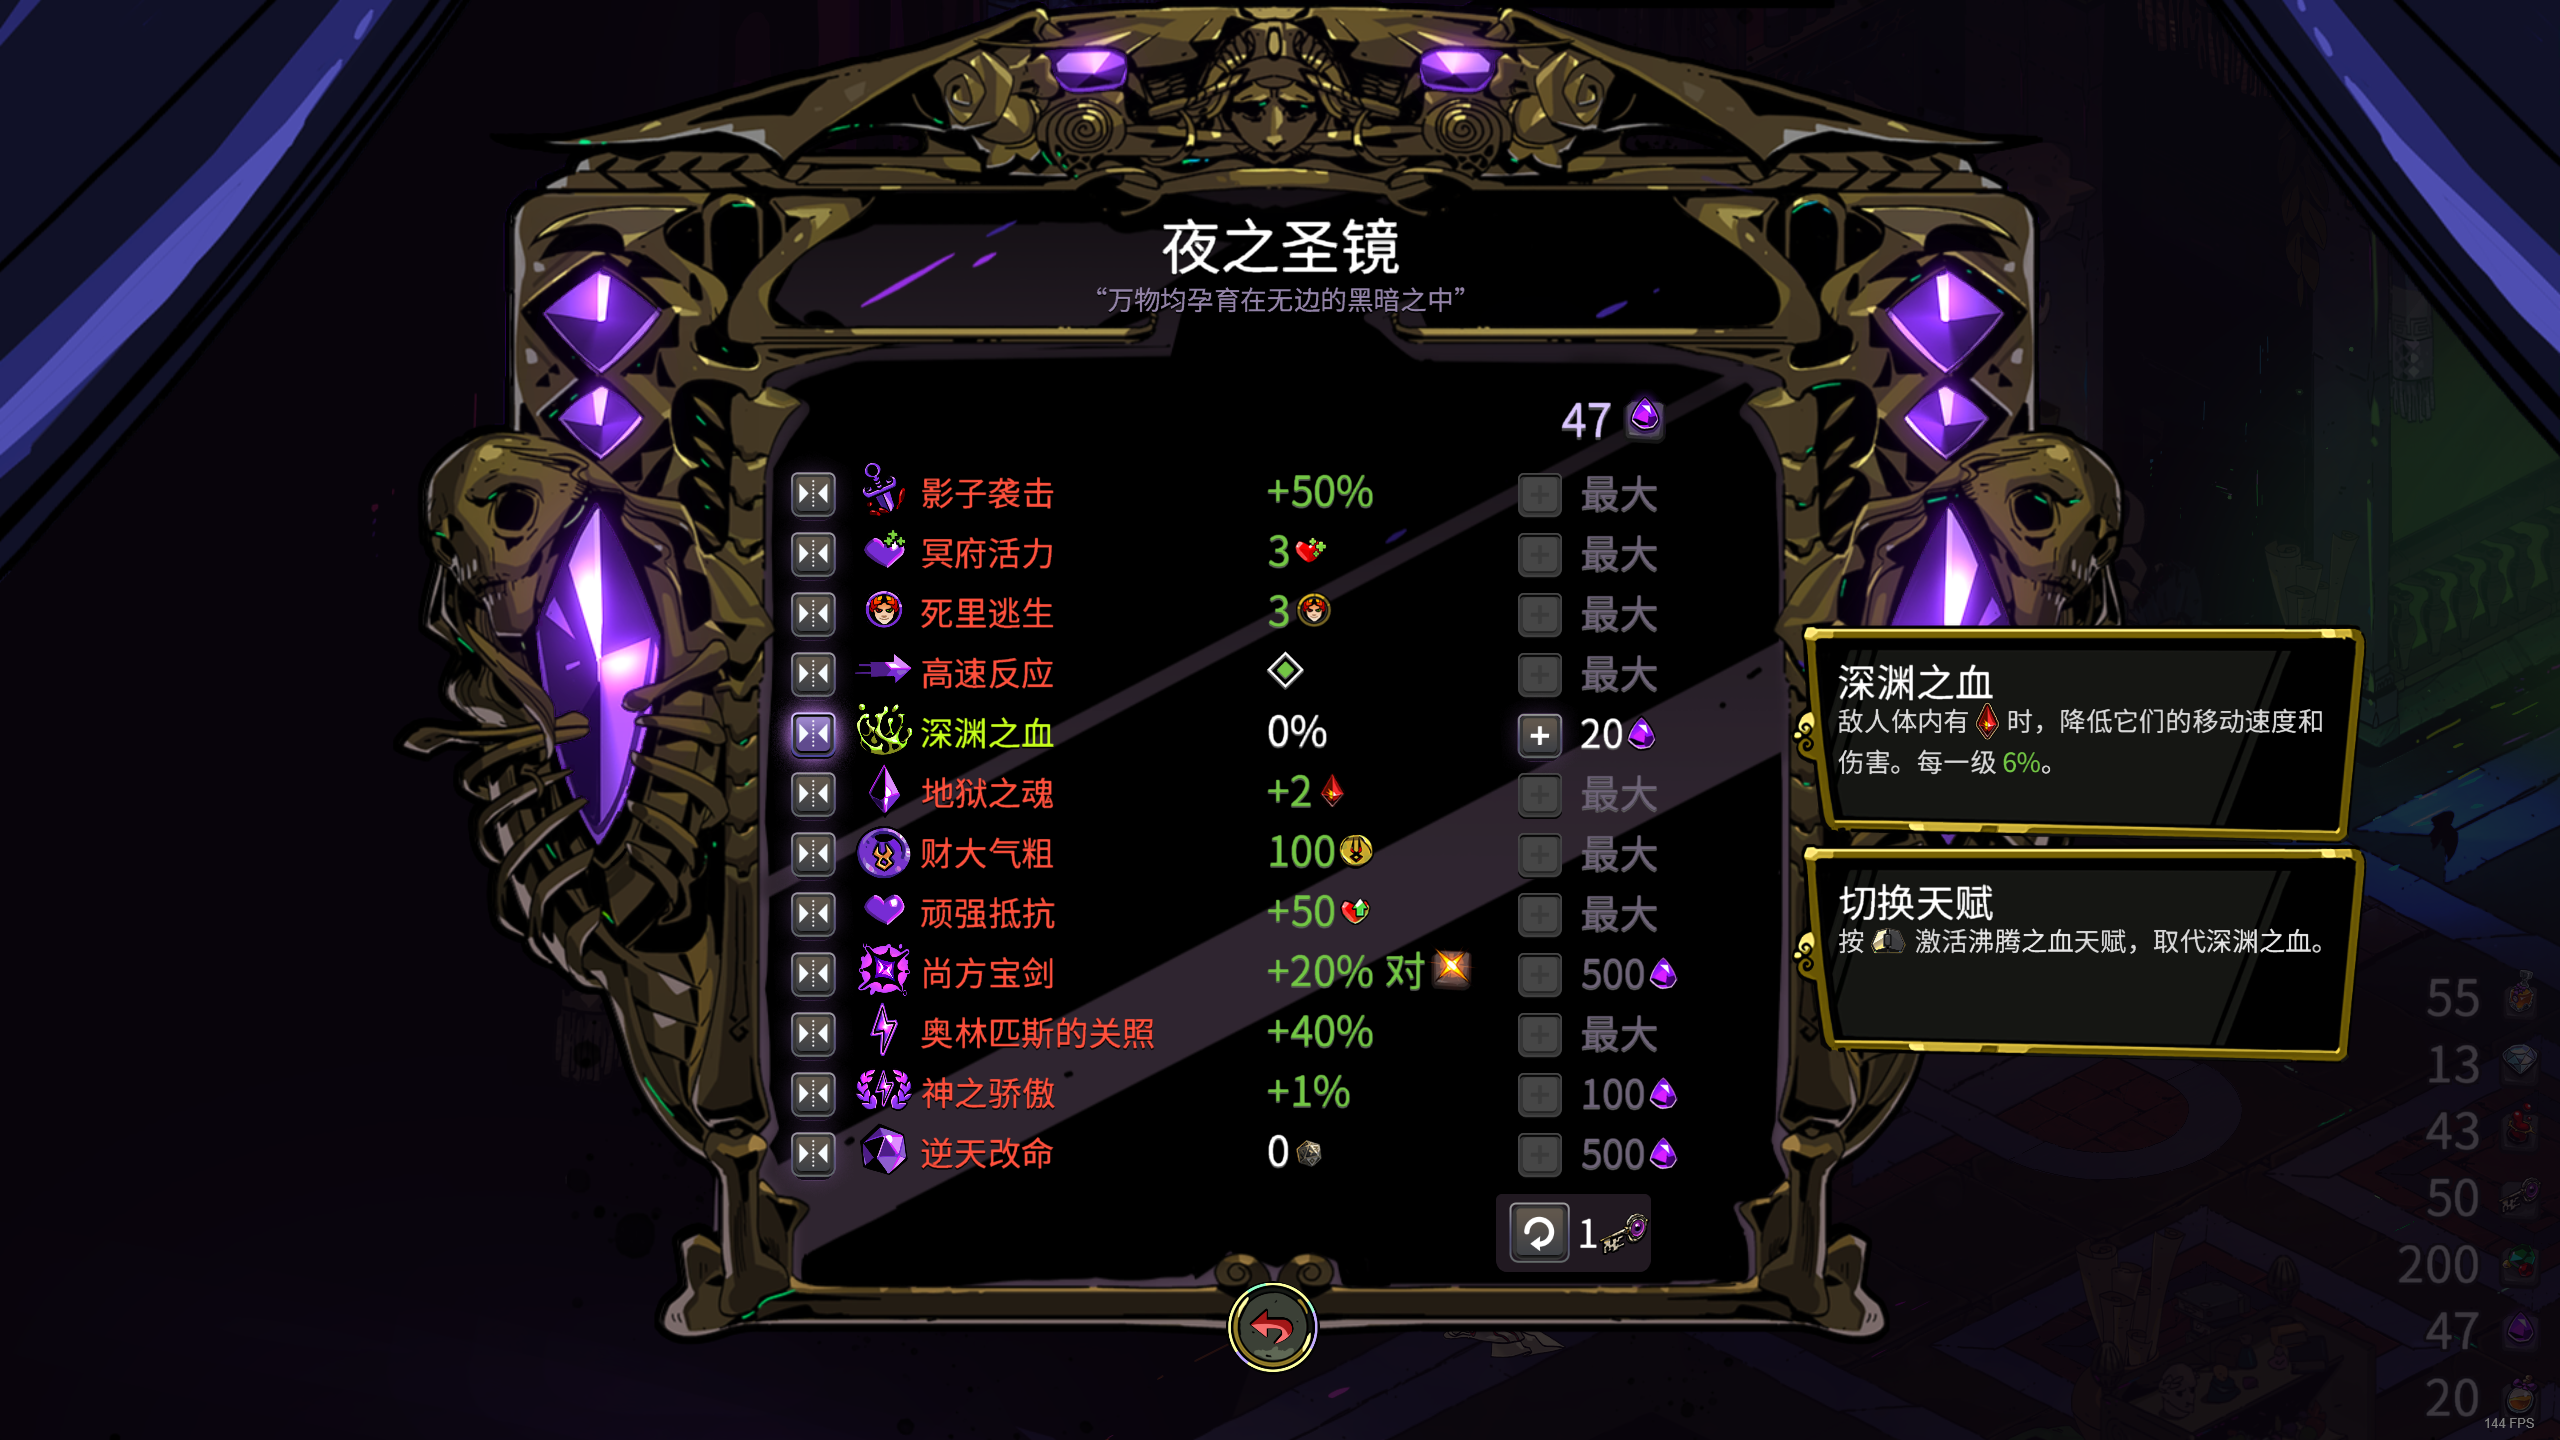 夜之圣镜
“万物均孕育在无边的黑暗之中”
47
影子袭击 +50% 最大
冥府活力 3 最大
死里逃生 3 最大
高速反应 最大
深渊之血 0% 20
地狱之魂 +2 最大
财大气粗 100 最大
顽强抵抗 +50 最大
尚方宝剑 +20% 对 500
奥林匹斯的关照 +40% 最大
神之骄傲 +1% 100
逆天改命 0 500
1
深渊之血
敌人体内有 时，降低它们的移动速度和
伤害。每一级 6%。
切换天赋
按 激活沸腾之血天赋，取代深渊之血。
55
13
43
50
200
47
20
144 FPS